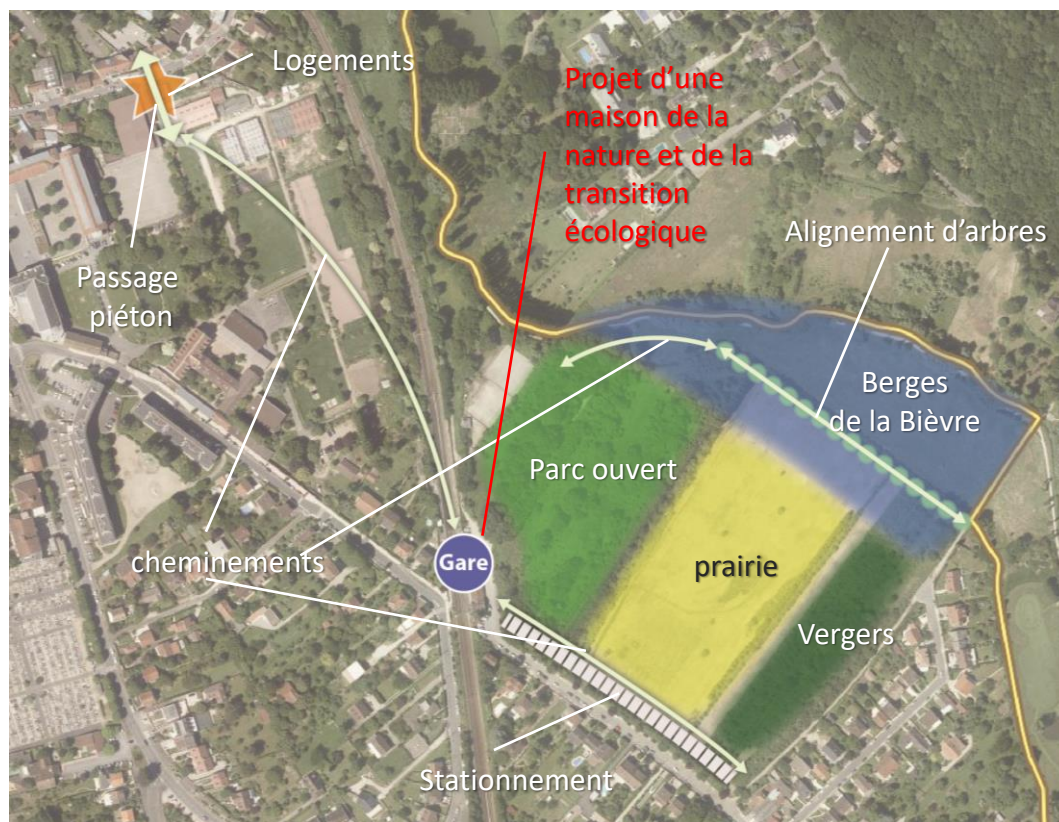 Logements
Projet d'une
maison de la
nature et de la
transition
écologique
Alignement d'arbres
Passage
piéton
Berges
de la Bièvre
Parc ouvert
cheminements
Gare
prairie
Vergers
Stationnement